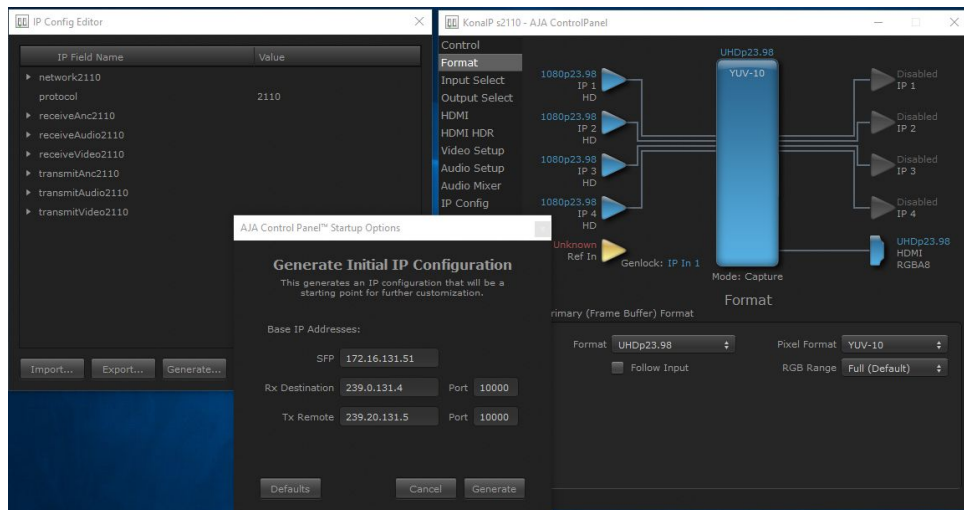 IP Config Editor
IP Field Name Value
network2110
protocol 2110
receiveAnc2110
receiveAudio2110
receiveVideo2110
transmitAnc2110
transmitAudio2110
transmitVideo2110
Import... Export... Generate...
AJA Control Panel™ Startup Options
Generate Initial IP Configuration
This generates an IP configuration that will be a
starting point for further customization.
Base IP Addresses:
SFP 172.16.131.51
Rx Destination 239.0.131.4 Port 10000
Tx Remote 239.20.131.5 Port 10000
Defaults Cancel Generate
KonaIP s2110 - AJA ControlPanel
Control
Format
Input Select
Output Select
HDMI
HDMI HDR
Video Setup
Audio Setup
Audio Mixer
IP Config
1080p23.98
IP 1
HD
1080p23.98
IP 2
HD
1080p23.98
IP 3
HD
1080p23.98
IP 4
HD
Unknown
Ref In
Genlock: IP In 1
UHDp23.98
YUV-10
Mode: Capture
Disabled
IP 1
Disabled
IP 2
Disabled
IP 3
Disabled
IP 4
UHDp23.98
HDMI
RGBA8
Format
rimary (Frame Buffer) Format
Format UHDp23.98 Pixel Format YUV-10
Follow Input RGB Range Full (Default)